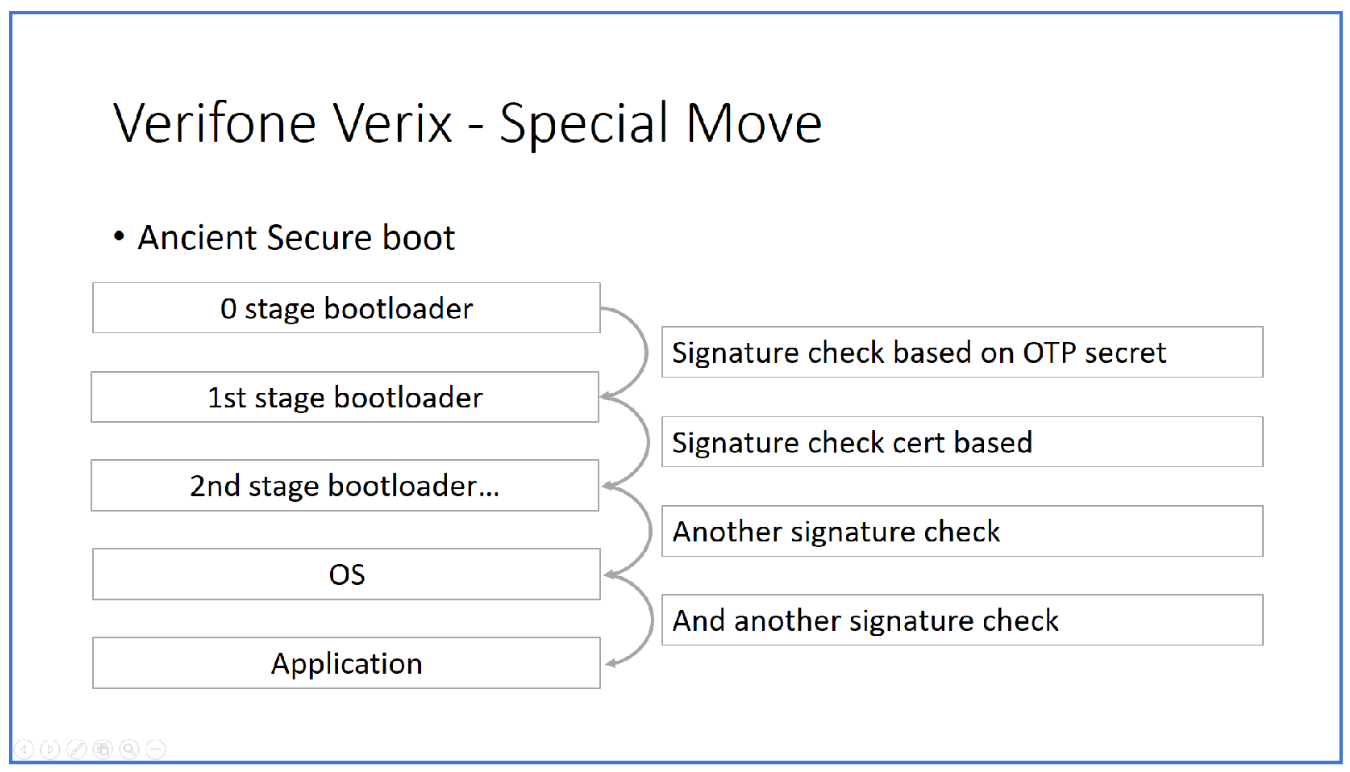 Verifone Verix - Special Move
• Ancient Secure boot
0 stage bootloader
Signature check based on OTP secret
1st stage bootloader
Signature check cert based
2nd stage bootloader...
Another signature check
OS
And another signature check
Application